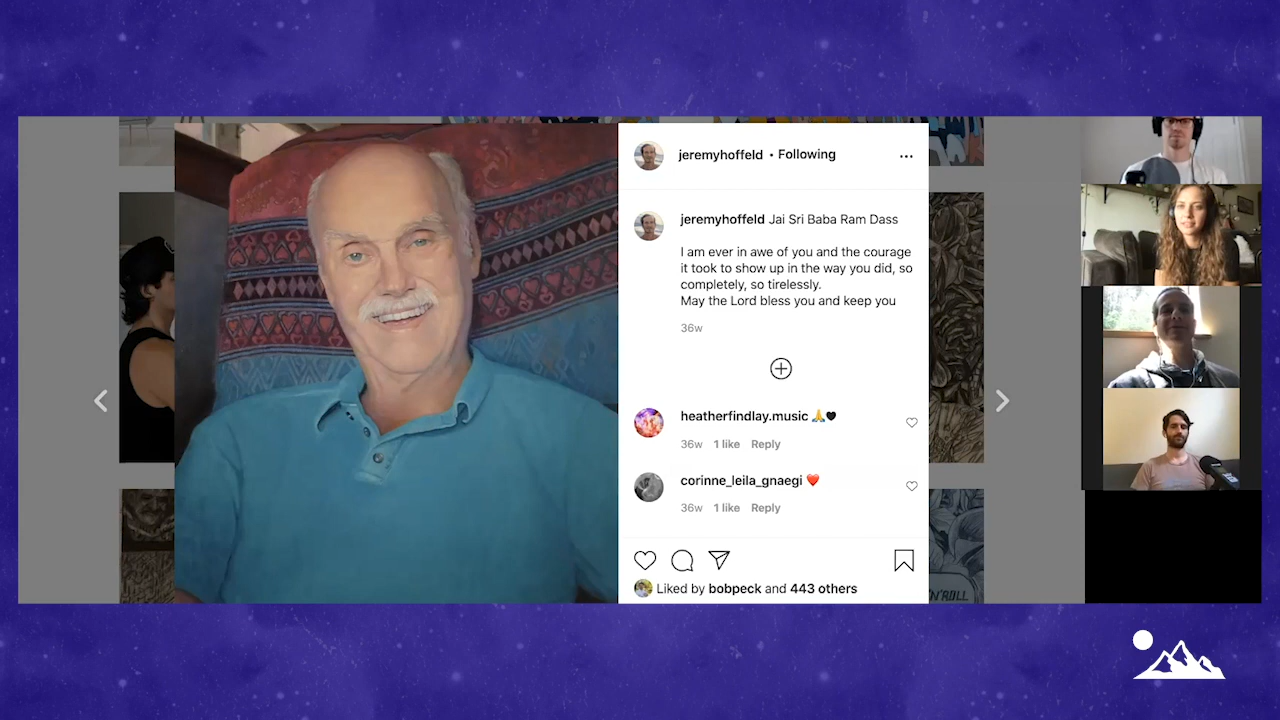 jeremyhoffeld • Following
jeremyhoffeld Jai Sri Baba Ram Dass
I am ever in awe of you and the courage
it took to show up in the way you did, so
completely, so tirelessly.
May the Lord bless you and keep you
36w
heatherfindlay.music 🙏🖤
36w 1 like Reply
corinne_leila_gnaegi ❤️
36w 1 like Reply
Liked by bobpeck and 443 others
N'ROLL